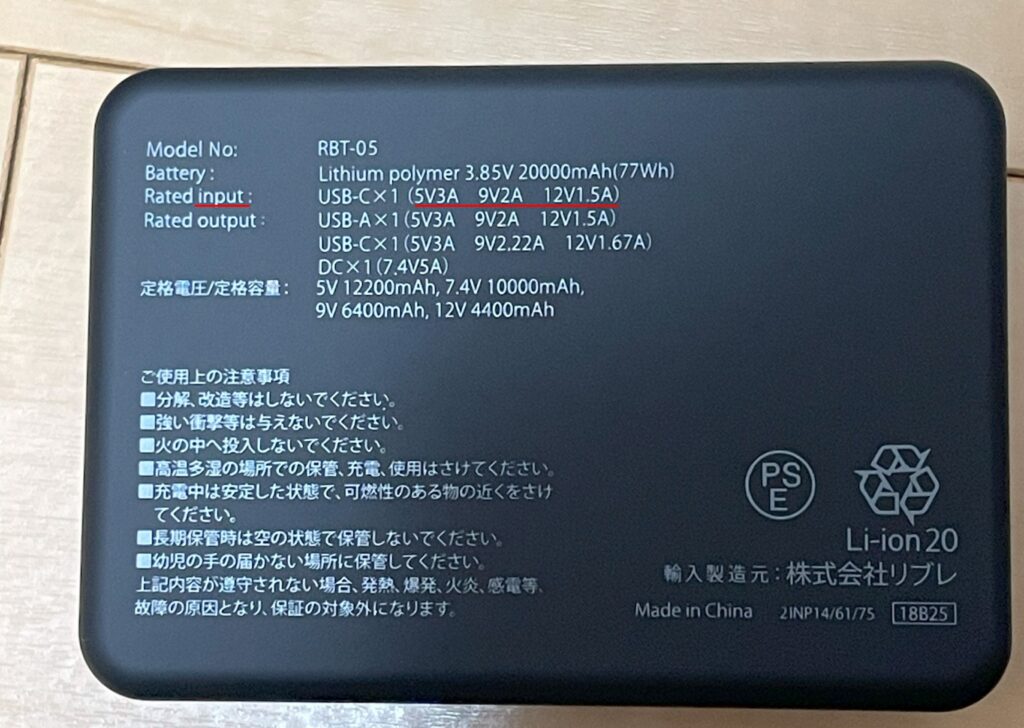 Model No: RBT-05
Battery: Lithium polymer 3.85V 20000mAh(77Wh)
Rated input: USB-C×1（5V3A 9V2A 12V1.5A）
Rated output: USB-A×1（5V3A 9V2A 12V1.5A）
USB-C×1（5V3A 9V2.22A 12V1.67A）
DC×1（7.4V5A）
定格電圧/定格容量: 5V 12200mAh, 7.4V 10000mAh,
9V 6400mAh, 12V 4400mAh
ご使用上の注意事項
■分解、改造等はしないでください。
■強い衝撃等は与えないでください。
■火の中へ投入しないでください。
■高温多湿の場所での保管、充電、使用はさけてください。
■充電中は安定した状態で、可燃性のある物の近くをさけ
てください。
■長期保管時は空の状態で保管しないでください。
■幼児の手の届かない場所に保管してください。
上記内容が遵守されない場合、発熱、爆発、火炎、感電等、
故障の原因となり、保証の対象外になります。
PS
E
Li-ion 20
輸入製造元：株式会社リブレ
Made in China 2INP14/61/75 18B25